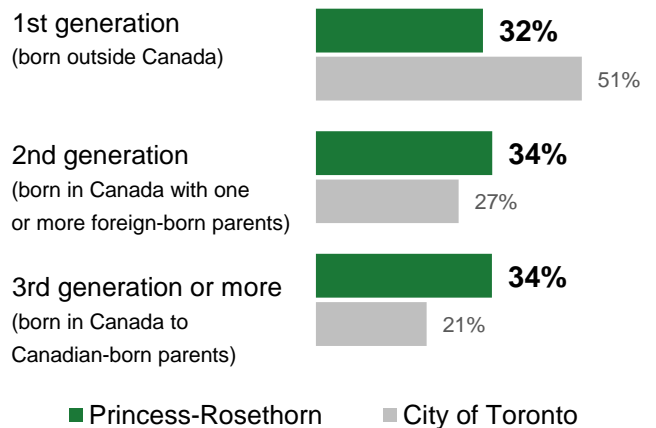 1st generation
(born outside Canada)
32%
51%
2nd generation
(born in Canada with one
or more foreign-born parents)
34%
27%
3rd generation or more
(born in Canada to
Canadian-born parents)
34%
21%
Princess-Rosethorn
City of Toronto